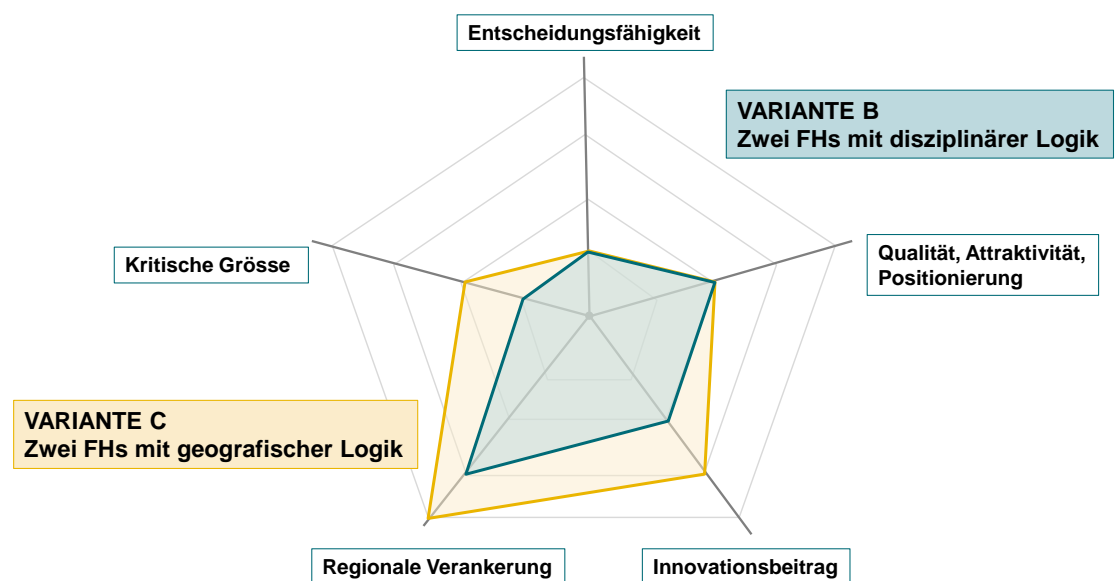 Entscheidungsfähigkeit
VARIANTE B
Zwei FHs mit disziplinärer Logik
Kritische Grösse
Qualität, Attraktivität,
Positionierung
VARIANTE C
Zwei FHs mit geografischer Logik
Regionale Verankerung
Innovationsbeitrag